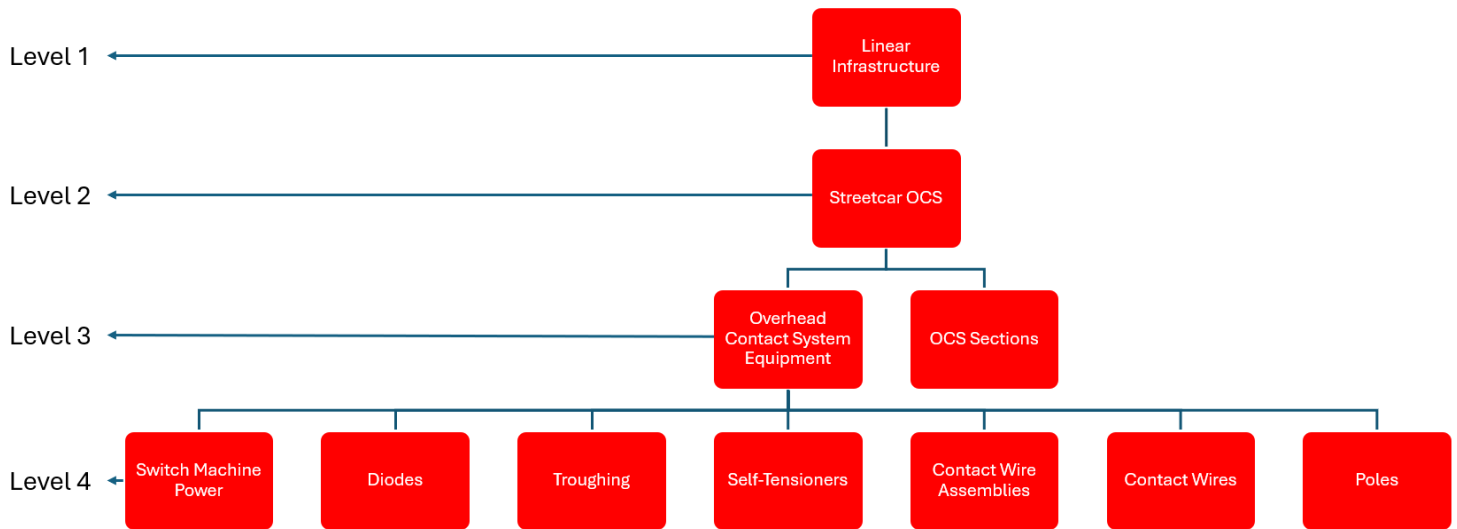 Level 1
Linear
Infrastructure
Level 2
Streetcar OCS
Level 3
Overhead
Contact System
Equipment
OCS Sections
Level 4
Switch Machine
Power
Diodes
Troughing
Self-Tensioners
Contact Wire
Assemblies
Contact Wires
Poles